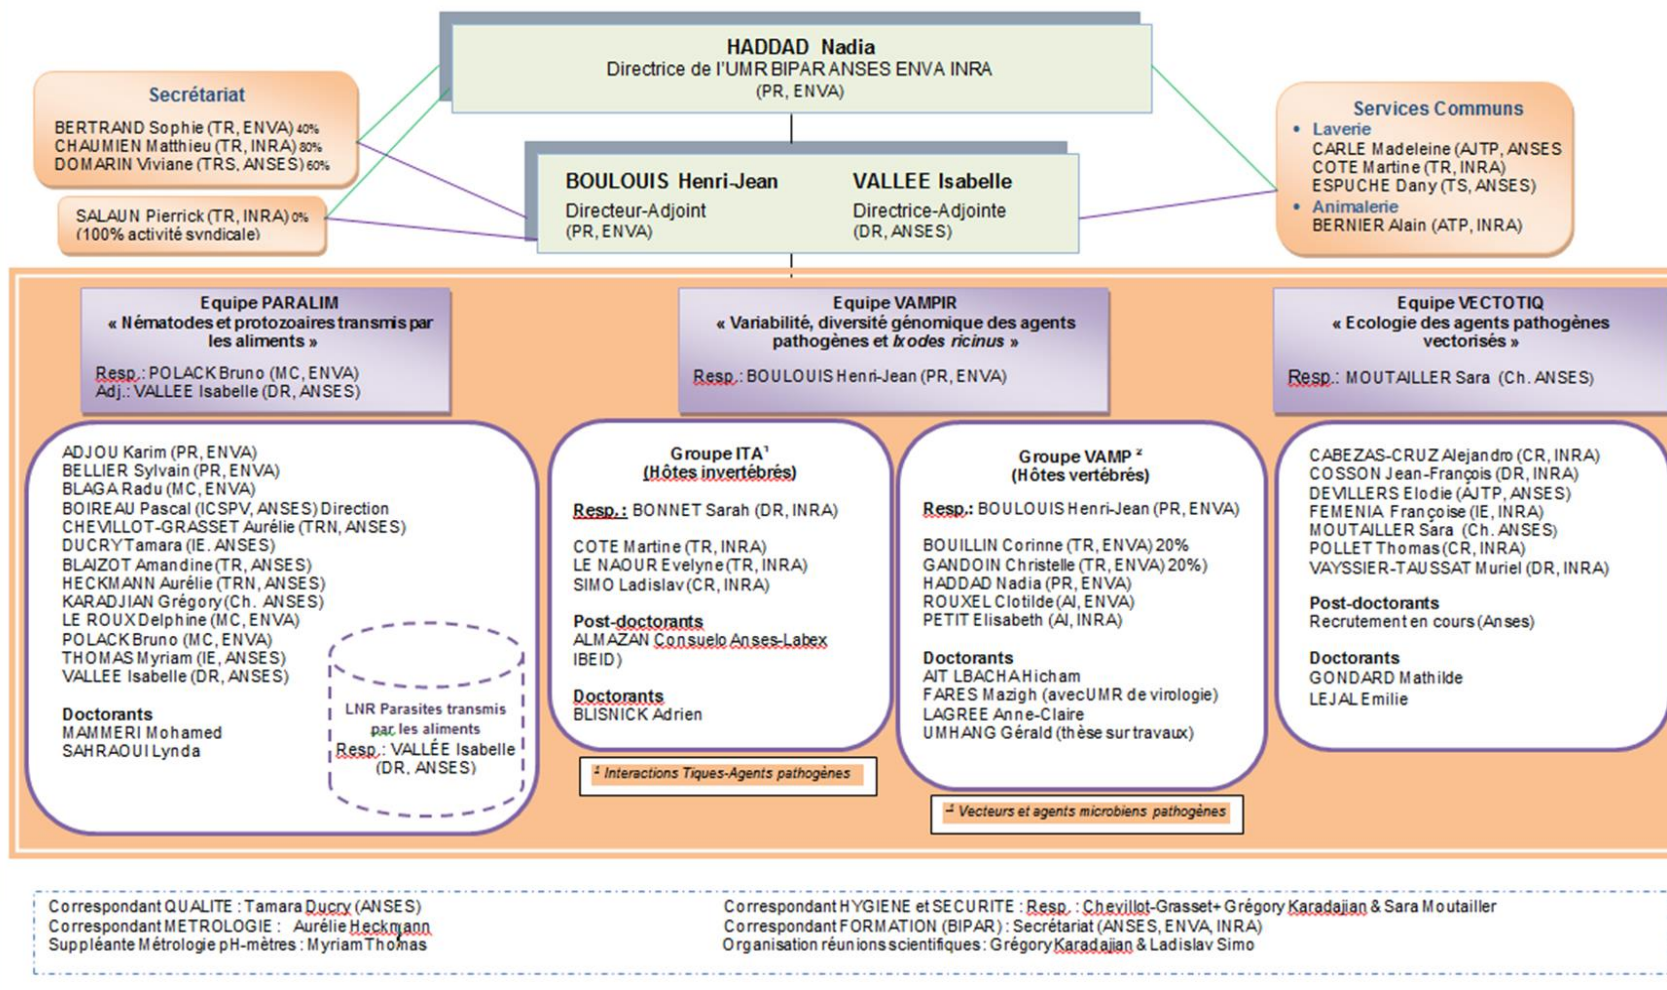 HADDAD Nadia
Directrice de l'UMR BIPAR ANSES ENVA INRA
(PR, ENVA)
Secrétariat
BERTRAND Sophie (TR, ENVA) 40%
CHAUMIEN Matthieu (TR, INRA) 80%
DOMARIN Viviane (TRS, ANSES) 60%
SALAUN Pierrick (TR, INRA) 0%
(100% activité syndicale)
BOULOUIS Henri-Jean
Directeur-Adjoint
(PR, ENVA)
VALLEE Isabelle
Directrice-Adjointe
(DR, ANSES)
Services Communs
• Laverie
CARLE Madeleine (AJTP, ANSES
COTE Martine (TR, INRA)
ESPUCHE Dany (TS, ANSES)
• Animalerie
BERNIER Alain (ATP, INRA)
Equipe PARALIM
« Nématodes et protozoaires transmis par
les aliments »
Resp.: POLACK Bruno (MC, ENVA)
Adj.: VALLEE Isabelle (DR, ANSES)
Equipe VAMPIR
« Variabilité, diversité génomique des agents
pathogènes et Ixodes ricinus »
Resp.: BOULOUIS Henri-Jean (PR, ENVA)
Equipe VECTOTIQ
« Ecologie des agents pathogènes
vectorisés »
Resp.: MOUTAILLER Sara (Ch. ANSES)
ADJOU Karim (PR, ENVA)
BELLIER Sylvain (PR, ENVA)
BLAGA Radu (MC, ENVA)
BOIREAU Pascal (ICSPV, ANSES) Direction
CHEVILLOT-GRASSET Aurélie (TRN, ANSES)
DUCRY Tamara (IE. ANSES)
BLAIZOT Amandine (TR, ANSES)
HECKMANN Aurélie (TRN, ANSES)
KARADJIAN Grégory (Ch. ANSES)
LE ROUX Delphine (MC, ENVA)
POLACK Bruno (MC, ENVA)
THOMAS Myriam (IE, ANSES)
VALLEE Isabelle (DR, ANSES)
Doctorants
MAMMERI Mohamed
SAHRAOUI Lynda
LNR Parasites transmis
par les aliments
Resp.: VALLÉE Isabelle
(DR, ANSES)
Groupe ITA¹
(Hôtes invertébrés)
Resp.: BONNET Sarah (DR, INRA)
COTE Martine (TR, INRA)
LE NAOUR Evelyne (TR, INRA)
SIMO Ladislav (CR, INRA)
Post-doctorants
ALMAZAN Consuelo Anses-Labex
IBEID)
Doctorants
BLISNICK Adrien
¹ Interactions Tiques-Agents pathogènes
Groupe VAMP ²
(Hôtes vertébrés)
Resp.: BOULOUIS Henri-Jean (PR, ENVA)
BOUILLIN Corinne (TR, ENVA) 20%
GANDOIN Christelle (TR, ENVA) 20%)
HADDAD Nadia (PR, ENVA)
ROUXEL Clotilde (AI, ENVA)
PETIT Elisabeth (AI, INRA)
Doctorants
AIT LBACHA Hicham
FARES Mazigh (avec UMR de virologie)
LAGREE Anne-Claire
UMHANG Gérald (thèse sur travaux)
Vecteurs et agents microbiens pathogènes
CABEZAS-CRUZ Alejandro (CR, INRA)
COSSON Jean-François (DR, INRA)
DEVILLERS Elodie (AJTP, ANSES)
FEMENIA Françoise (IE, INRA)
MOUTAILLER Sara (Ch. ANSES)
POLLET Thomas (CR, INRA)
VAYSSIER-TAUSSAT Muriel (DR, INRA)
Post-doctorants
Recrutement en cours (Anses)
Doctorants
GONDARD Mathilde
LEJAL Emilie
Correspondant QUALITE : Tamara Ducry (ANSES)
Correspondant METROLOGIE : Aurélie Heckmann
Suppléante Métrologie pH-mètres : Myriam Thomas
Correspondant HYGIENE et SECURITE : Resp. : Chevillot-Grasset+ Grégory Karadajian & Sara Moutailler
Correspondant FORMATION (BIPAR) : Secrétariat (ANSES, ENVA, INRA)
Organisation réunions scientifiques : Grégory Karadajian & Ladislav Simo